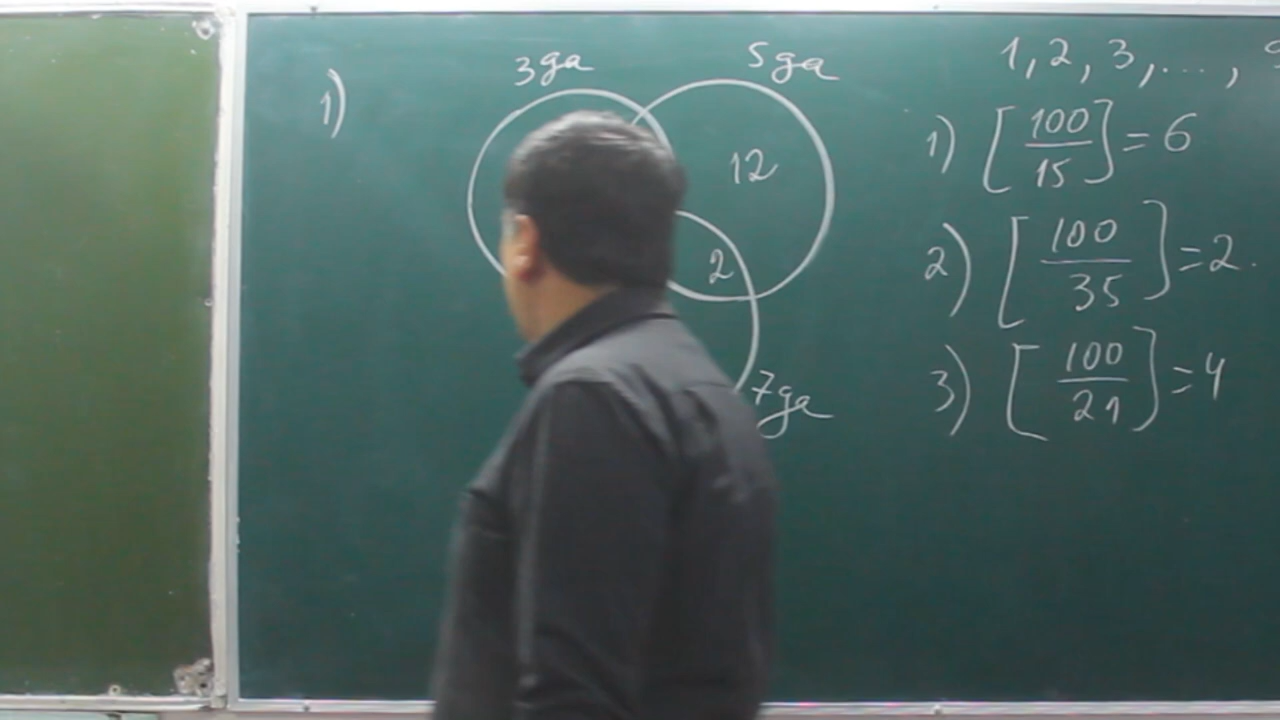 1)
3ga
5ga
12
2
7ga
1, 2, 3, ..., 9
1) [100/15] = 6
2) [100/35] = 2.
3) [100/21] = 4